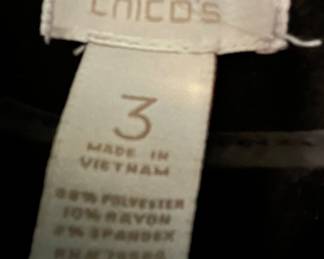 CHICO'S
3
MADE IN
VIETNAM
88% POLYESTER
10% RAYON
2% SPANDEX